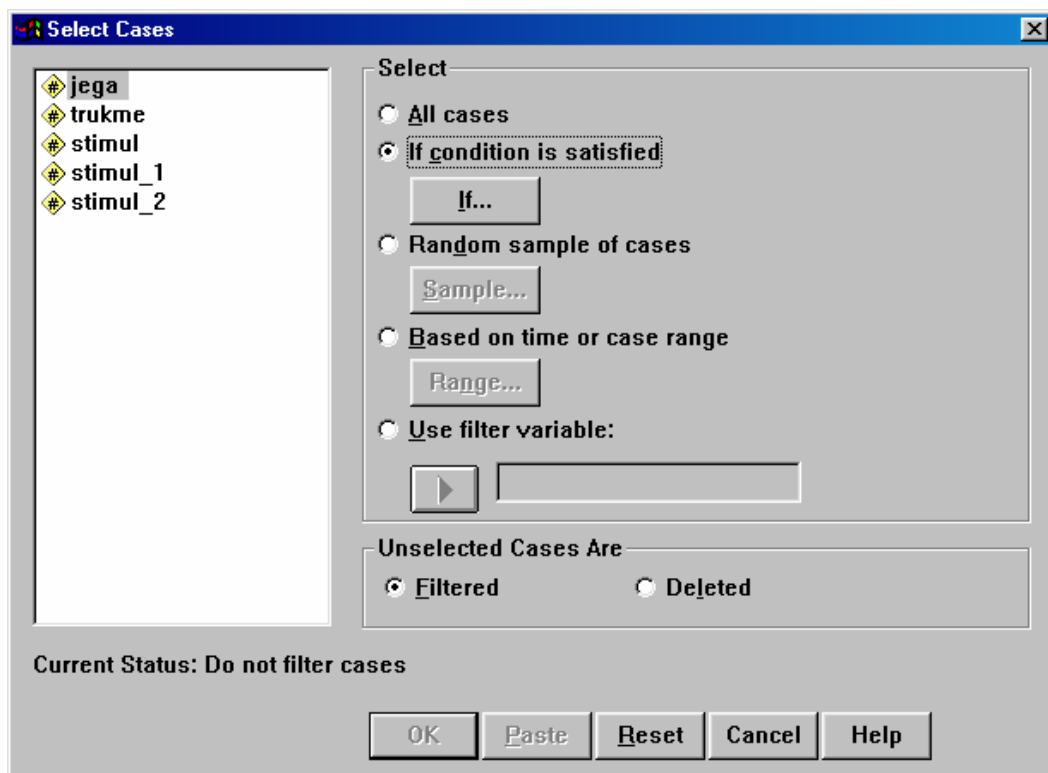 Select Cases
jega
trukme
stimul
stimul_1
stimul_2
Select
All cases
If condition is satisfied
If...
Random sample of cases
Sample...
Based on time or case range
Range...
Use filter variable:
Unselected Cases Are
Filtered Deleted
Current Status: Do not filter cases
OK Paste Reset Cancel Help